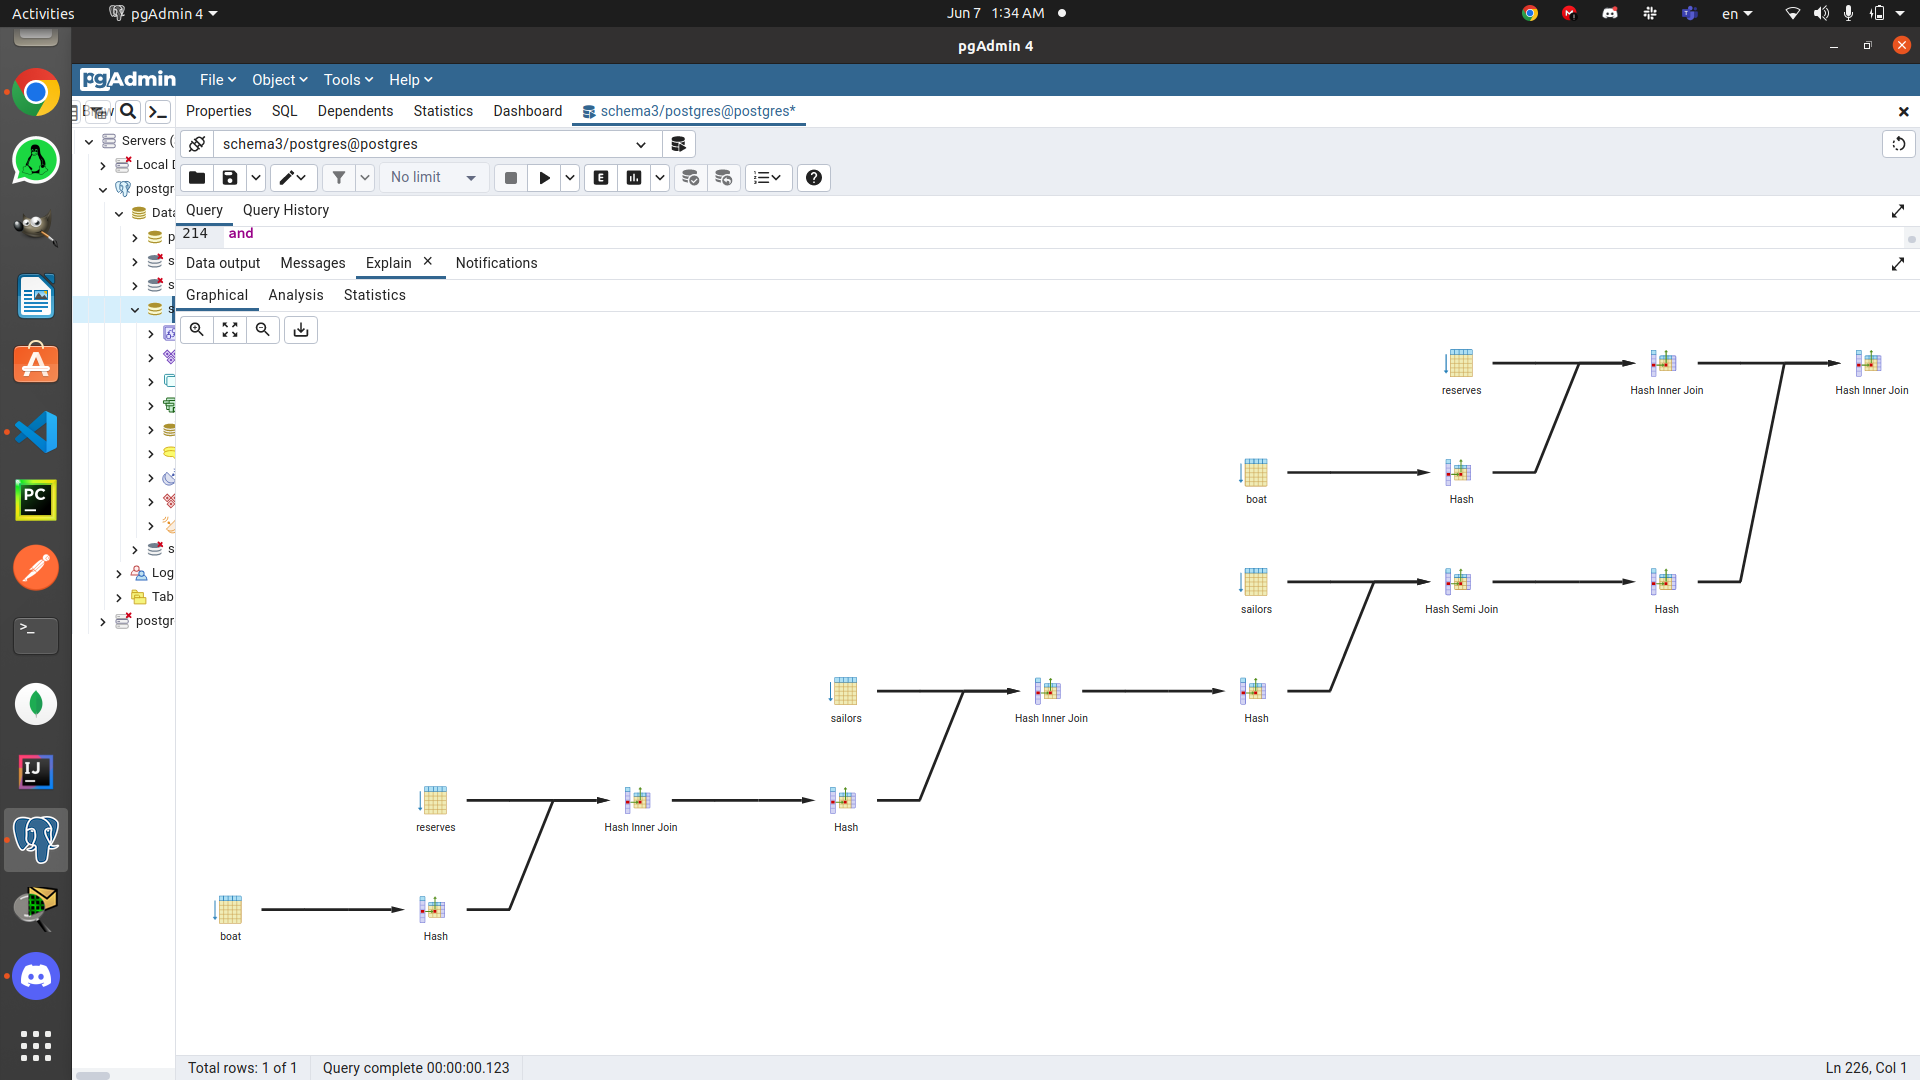 Activities
pgAdmin 4
Jun 7 1:34 AM
en
pgAdmin 4
pgAdmin
File
Object
Tools
Help
Properties
SQL
Dependents
Statistics
Dashboard
schema3/postgres@postgres*
schema3/postgres@postgres
No limit
E
Query
Query History
214 and
Data output
Messages
Explain
Notifications
Graphical
Analysis
Statistics
Servers (
Local D
postgr
Data
p
s
s
s
s
Log
Tab
postgr
PC
IJ
reserves
Hash Inner Join
Hash Inner Join
boat
Hash
sailors
Hash Semi Join
Hash
sailors
Hash Inner Join
Hash
reserves
Hash Inner Join
Hash
boat
Hash
Total rows: 1 of 1
Query complete 00:00:00.123
Ln 226, Col 1